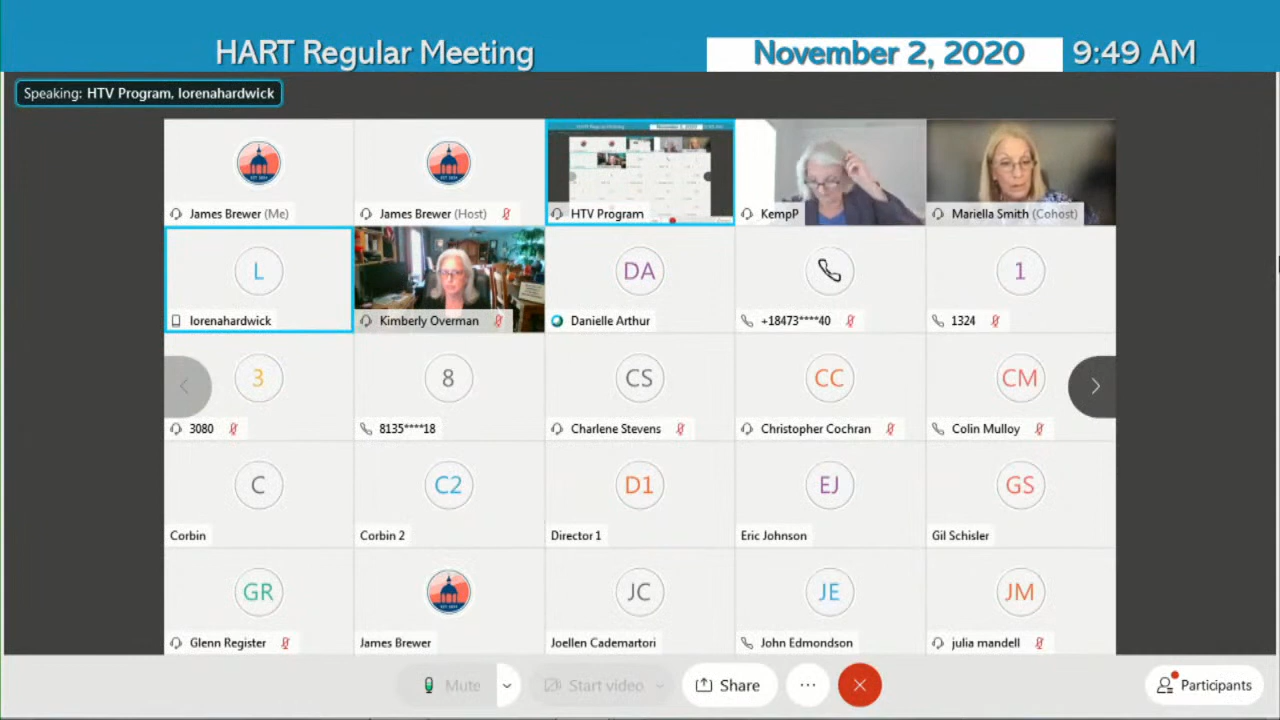 HART Regular Meeting
November 2, 2020
9:49 AM
Speaking: HTV Program, lorenahardwick
James Brewer (Me)
James Brewer (Host)
HTV Program
KempP
Mariella Smith (Cohost)
L
DA
1
lorenahardwick
Kimberly Overman
Danielle Arthur
+18473****40
1324
3
8
CS
CC
CM
3080
8135****18
Charlene Stevens
Christopher Cochran
Colin Mulloy
C
C2
D1
EJ
GS
Corbin
Corbin 2
Director 1
Eric Johnson
Gil Schisler
GR
JC
JE
JM
Glenn Register
James Brewer
Joellen Cademartori
John Edmondson
julia mandell
Mute
Start video
Share
Participants